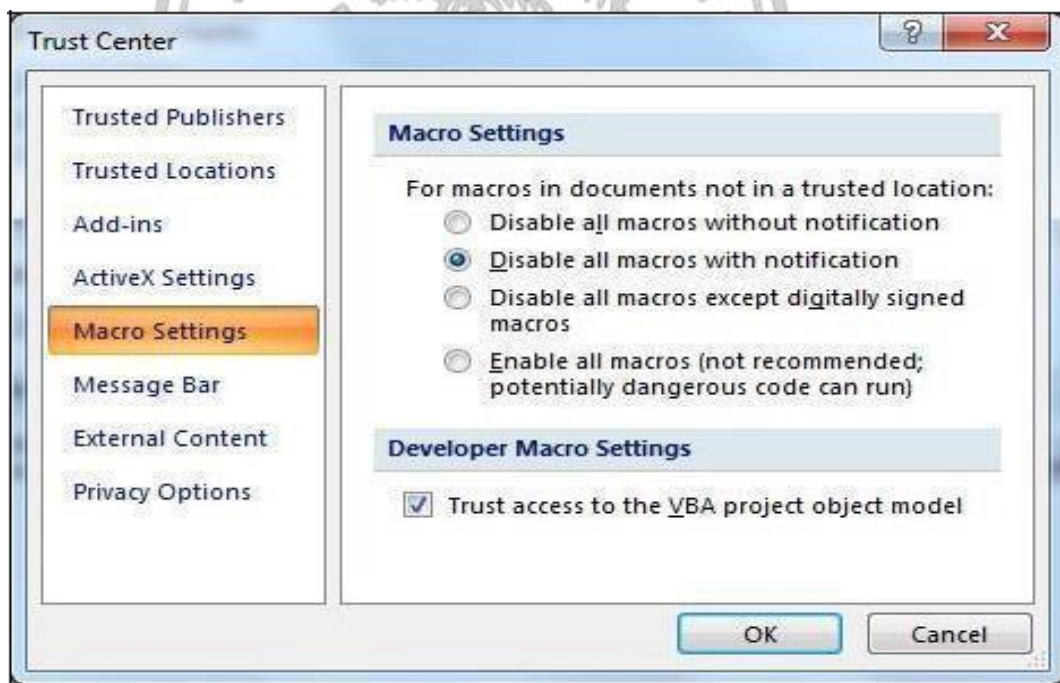 Trust Center
Trusted Publishers
Trusted Locations
Add-ins
ActiveX Settings
Macro Settings
Message Bar
External Content
Privacy Options
Macro Settings
For macros in documents not in a trusted location:
Disable all macros without notification
Disable all macros with notification
Disable all macros except digitally signed
macros
Enable all macros (not recommended;
potentially dangerous code can run)
Developer Macro Settings
Trust access to the VBA project object model
OK
Cancel